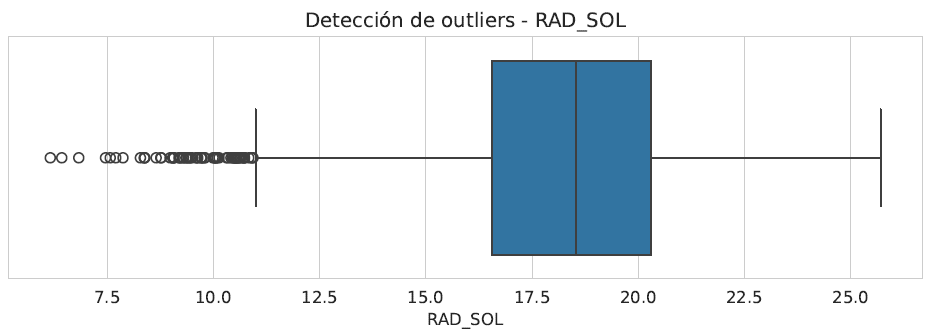 Detección de outliers - RAD_SOL
7.5 10.0 12.5 15.0 17.5 20.0 22.5 25.0
RAD_SOL